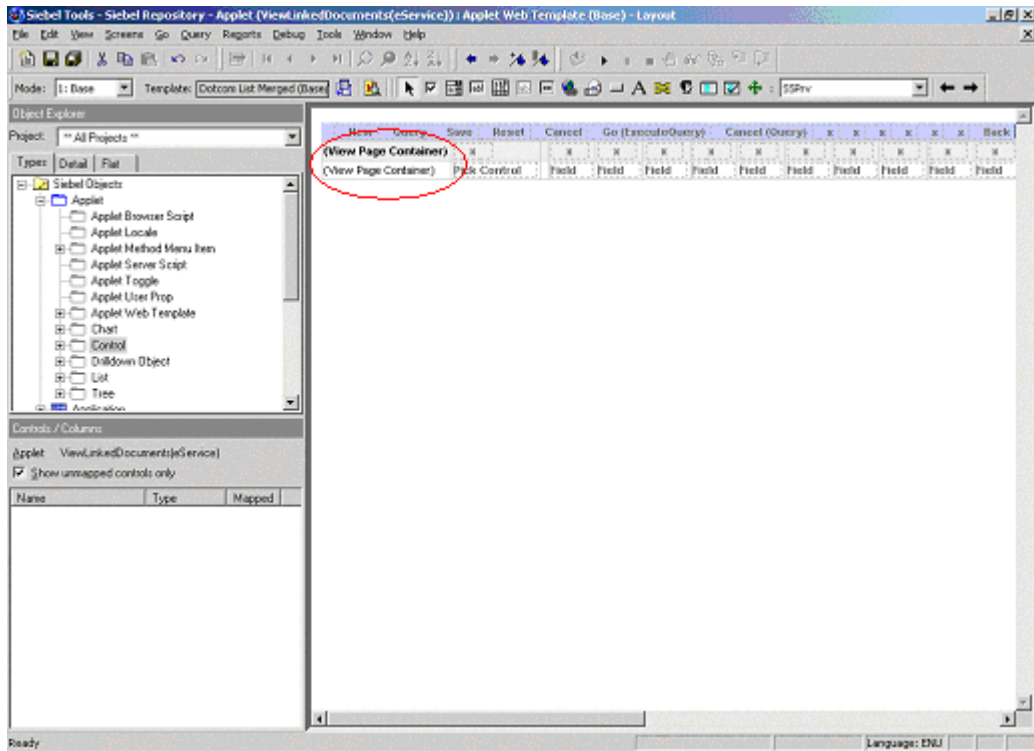 Siebel Tools - Siebel Repository - Applet (ViewLinkedDocuments(eService)) : Applet Web Template (Base) - Layout
File Edit View Screens Go Query Reports Debug Tools Window Help
Mode: 1: Base Template: Dotcom List Merged (Base) SSPrv
Object Explorer
Project: ** All Projects **
Types Detail Flat
Siebel Objects
Applet
Applet Browser Script
Applet Locale
Applet Method Menu Item
Applet Server Script
Applet Toggle
Applet User Prop
Applet Web Template
Chart
Control
Drilldown Object
List
Tree
Application
Controls / Columns
Applet ViewLinkedDocuments(eService)
Show unmapped controls only
Name Type Mapped
New Query Save Reset Cancel Go (ExecuteQuery) Cancel (Query) x x x x x x Back
(View Page Container) x x x x x x x x x x x
(View Page Container) Pick Control Field Field Field Field Field Field Field Field Field Field
Ready Language: ENU